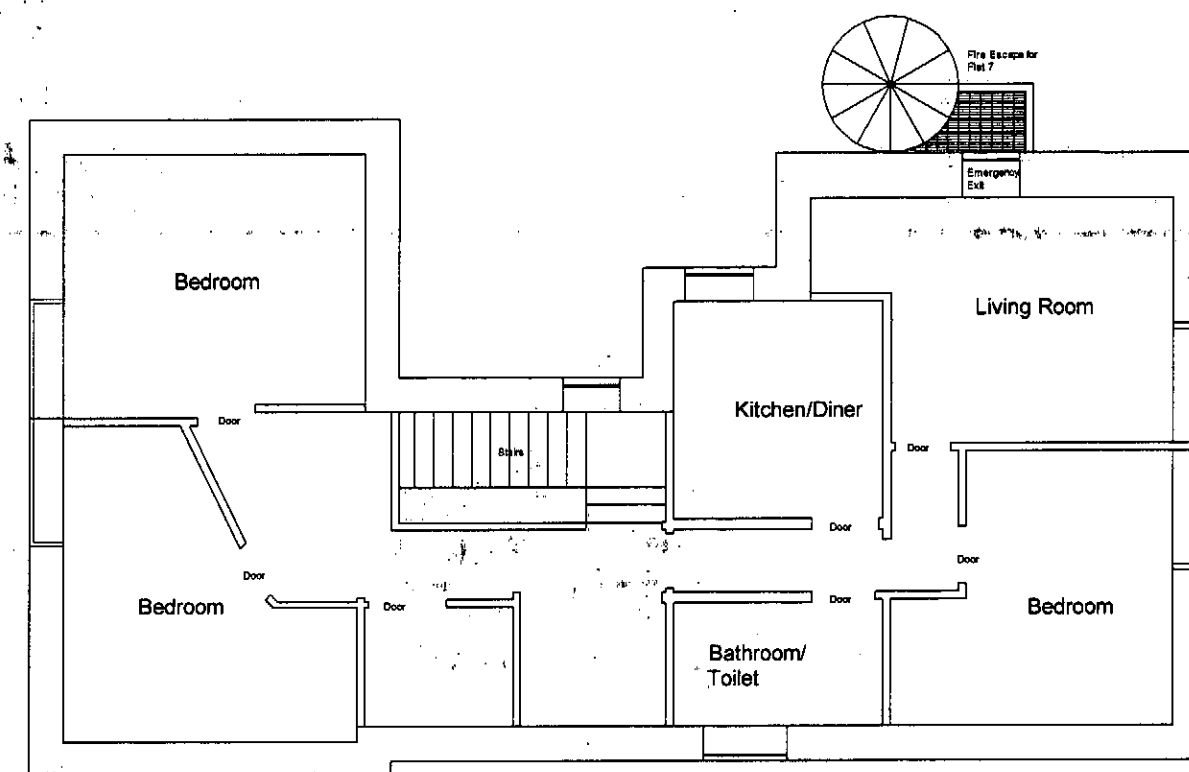 Fire Escape for
Flat 7
Emergency
Exit
Bedroom
Living Room
Kitchen/Diner
Door
Stairs
Door
Door
Door
Door
Door
Bedroom
Door
Door
Bedroom
Bathroom/
Toilet